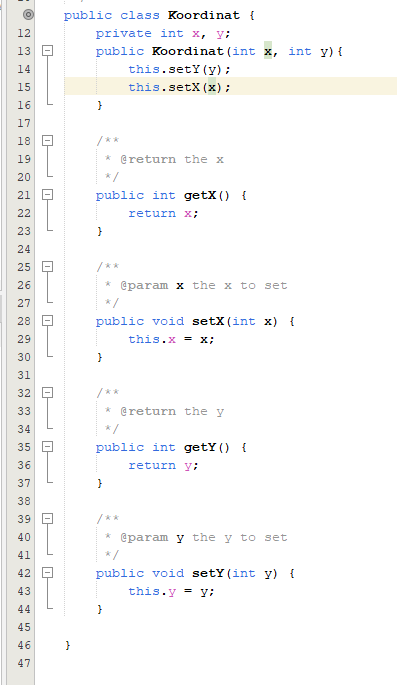 public class Koordinat {
12 private int x, y;
13 public Koordinat(int x, int y){
14 this.setY(y);
15 this.setX(x);
16 }
17
18 /**
19 * @return the x
20 */
21 public int getX() {
22 return x;
23 }
24
25 /**
26 * @param x the x to set
27 */
28 public void setX(int x) {
29 this.x = x;
30 }
31
32 /**
33 * @return the y
34 */
35 public int getY() {
36 return y;
37 }
38
39 /**
40 * @param y the y to set
41 */
42 public void setY(int y) {
43 this.y = y;
44 }
45
46 }
47